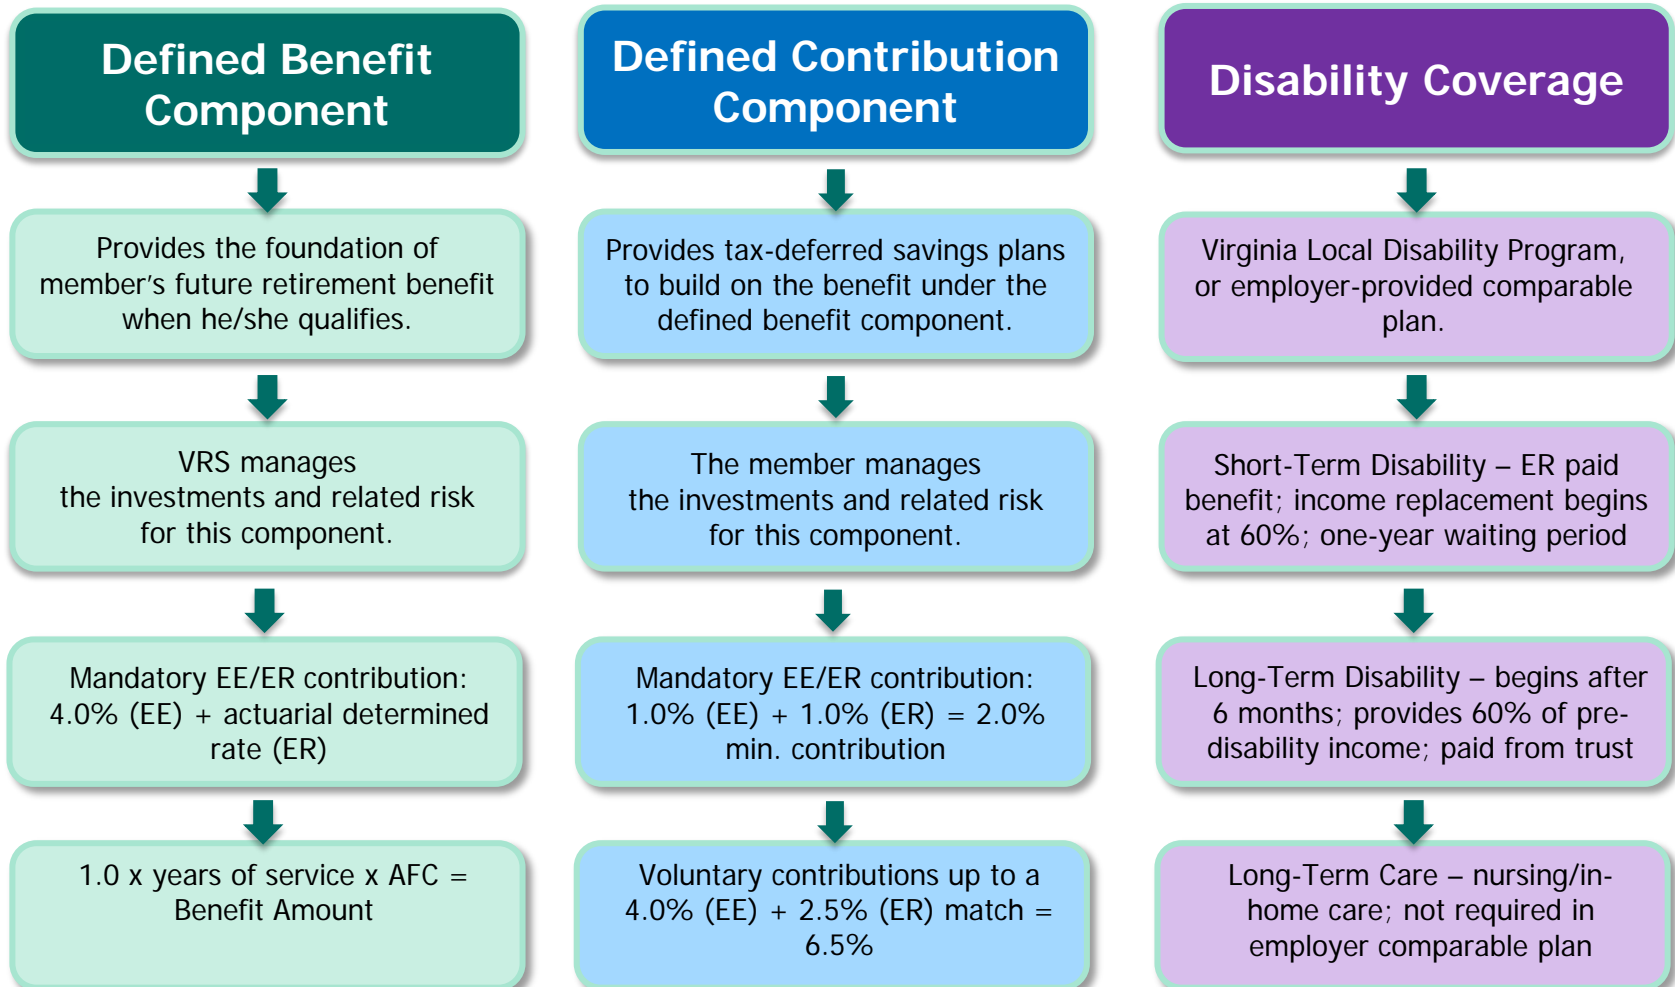 Defined Benefit
Component
Provides the foundation of
member's future retirement benefit
when he/she qualifies.
VRS manages
the investments and related risk
for this component.
Mandatory EE/ER contribution:
4.0% (EE) + actuarial determined
rate (ER)
1.0 x years of service x AFC =
Benefit Amount
Defined Contribution
Component
Provides tax-deferred savings plans
to build on the benefit under the
defined benefit component.
The member manages
the investments and related risk
for this component.
Mandatory EE/ER contribution:
1.0% (EE) + 1.0% (ER) = 2.0%
min. contribution
Voluntary contributions up to a
4.0% (EE) + 2.5% (ER) match =
6.5%
Disability Coverage
Virginia Local Disability Program,
or employer-provided comparable
plan.
Short-Term Disability – ER paid
benefit; income replacement begins
at 60%; one-year waiting period
Long-Term Disability – begins after
6 months; provides 60% of pre-
disability income; paid from trust
Long-Term Care – nursing/in-
home care; not required in
employer comparable plan